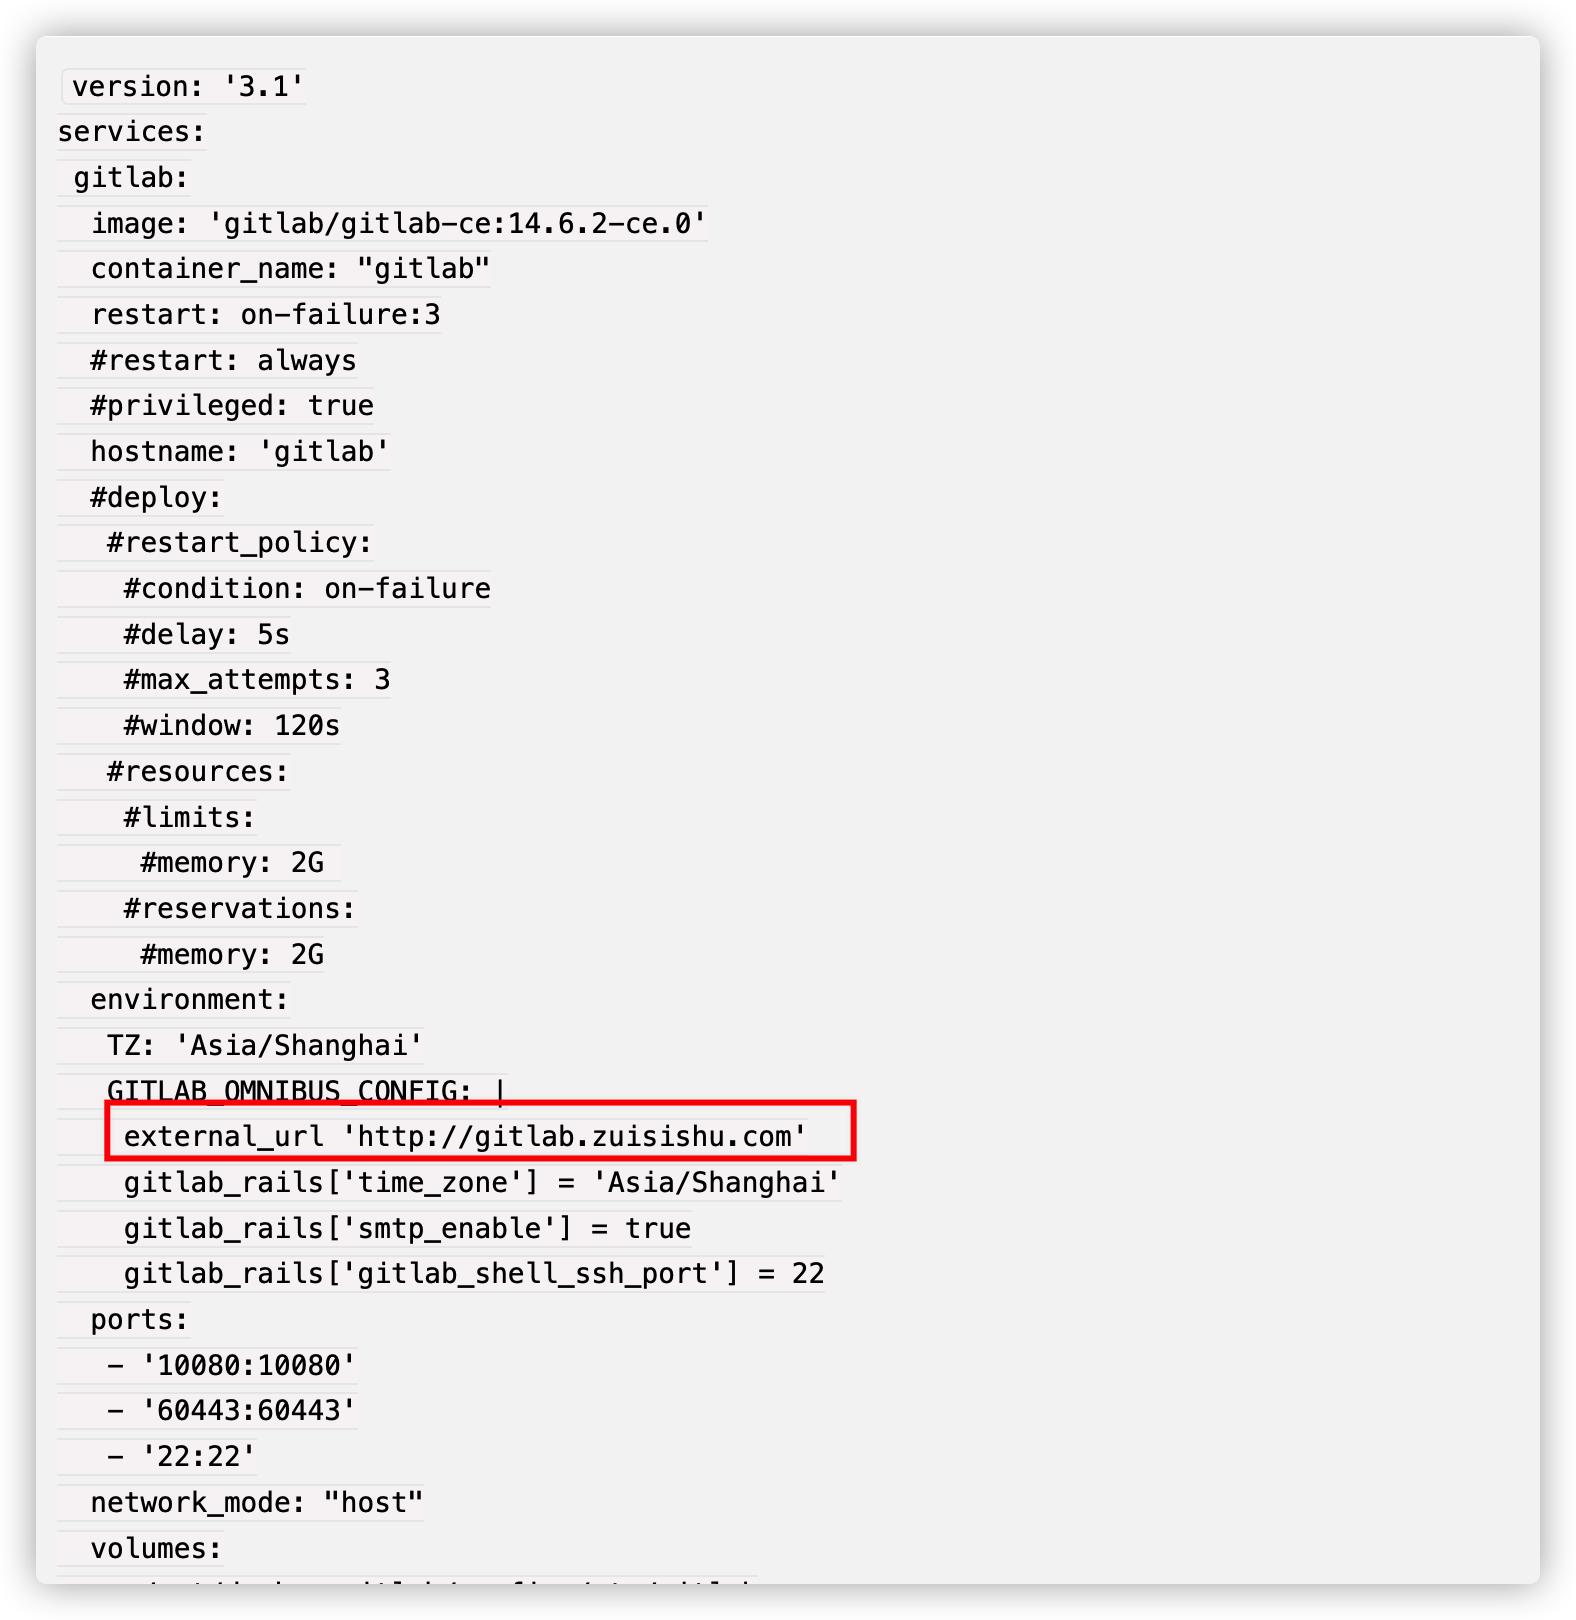 version: '3.1'
services:
 gitlab:
  image: 'gitlab/gitlab-ce:14.6.2-ce.0'
  container_name: "gitlab"
  restart: on-failure:3
  #restart: always
  #privileged: true
  hostname: 'gitlab'
  #deploy:
   #restart_policy:
    #condition: on-failure
    #delay: 5s
    #max_attempts: 3
    #window: 120s
   #resources:
    #limits:
     #memory: 2G
    #reservations:
     #memory: 2G
  environment:
   TZ: 'Asia/Shanghai'
   GITLAB_OMNIBUS_CONFIG: |
    external_url 'http://gitlab.zuisishu.com'
    gitlab_rails['time_zone'] = 'Asia/Shanghai'
    gitlab_rails['smtp_enable'] = true
    gitlab_rails['gitlab_shell_ssh_port'] = 22
  ports:
   - '10080:10080'
   - '60443:60443'
   - '22:22'
  network_mode: "host"
  volumes: